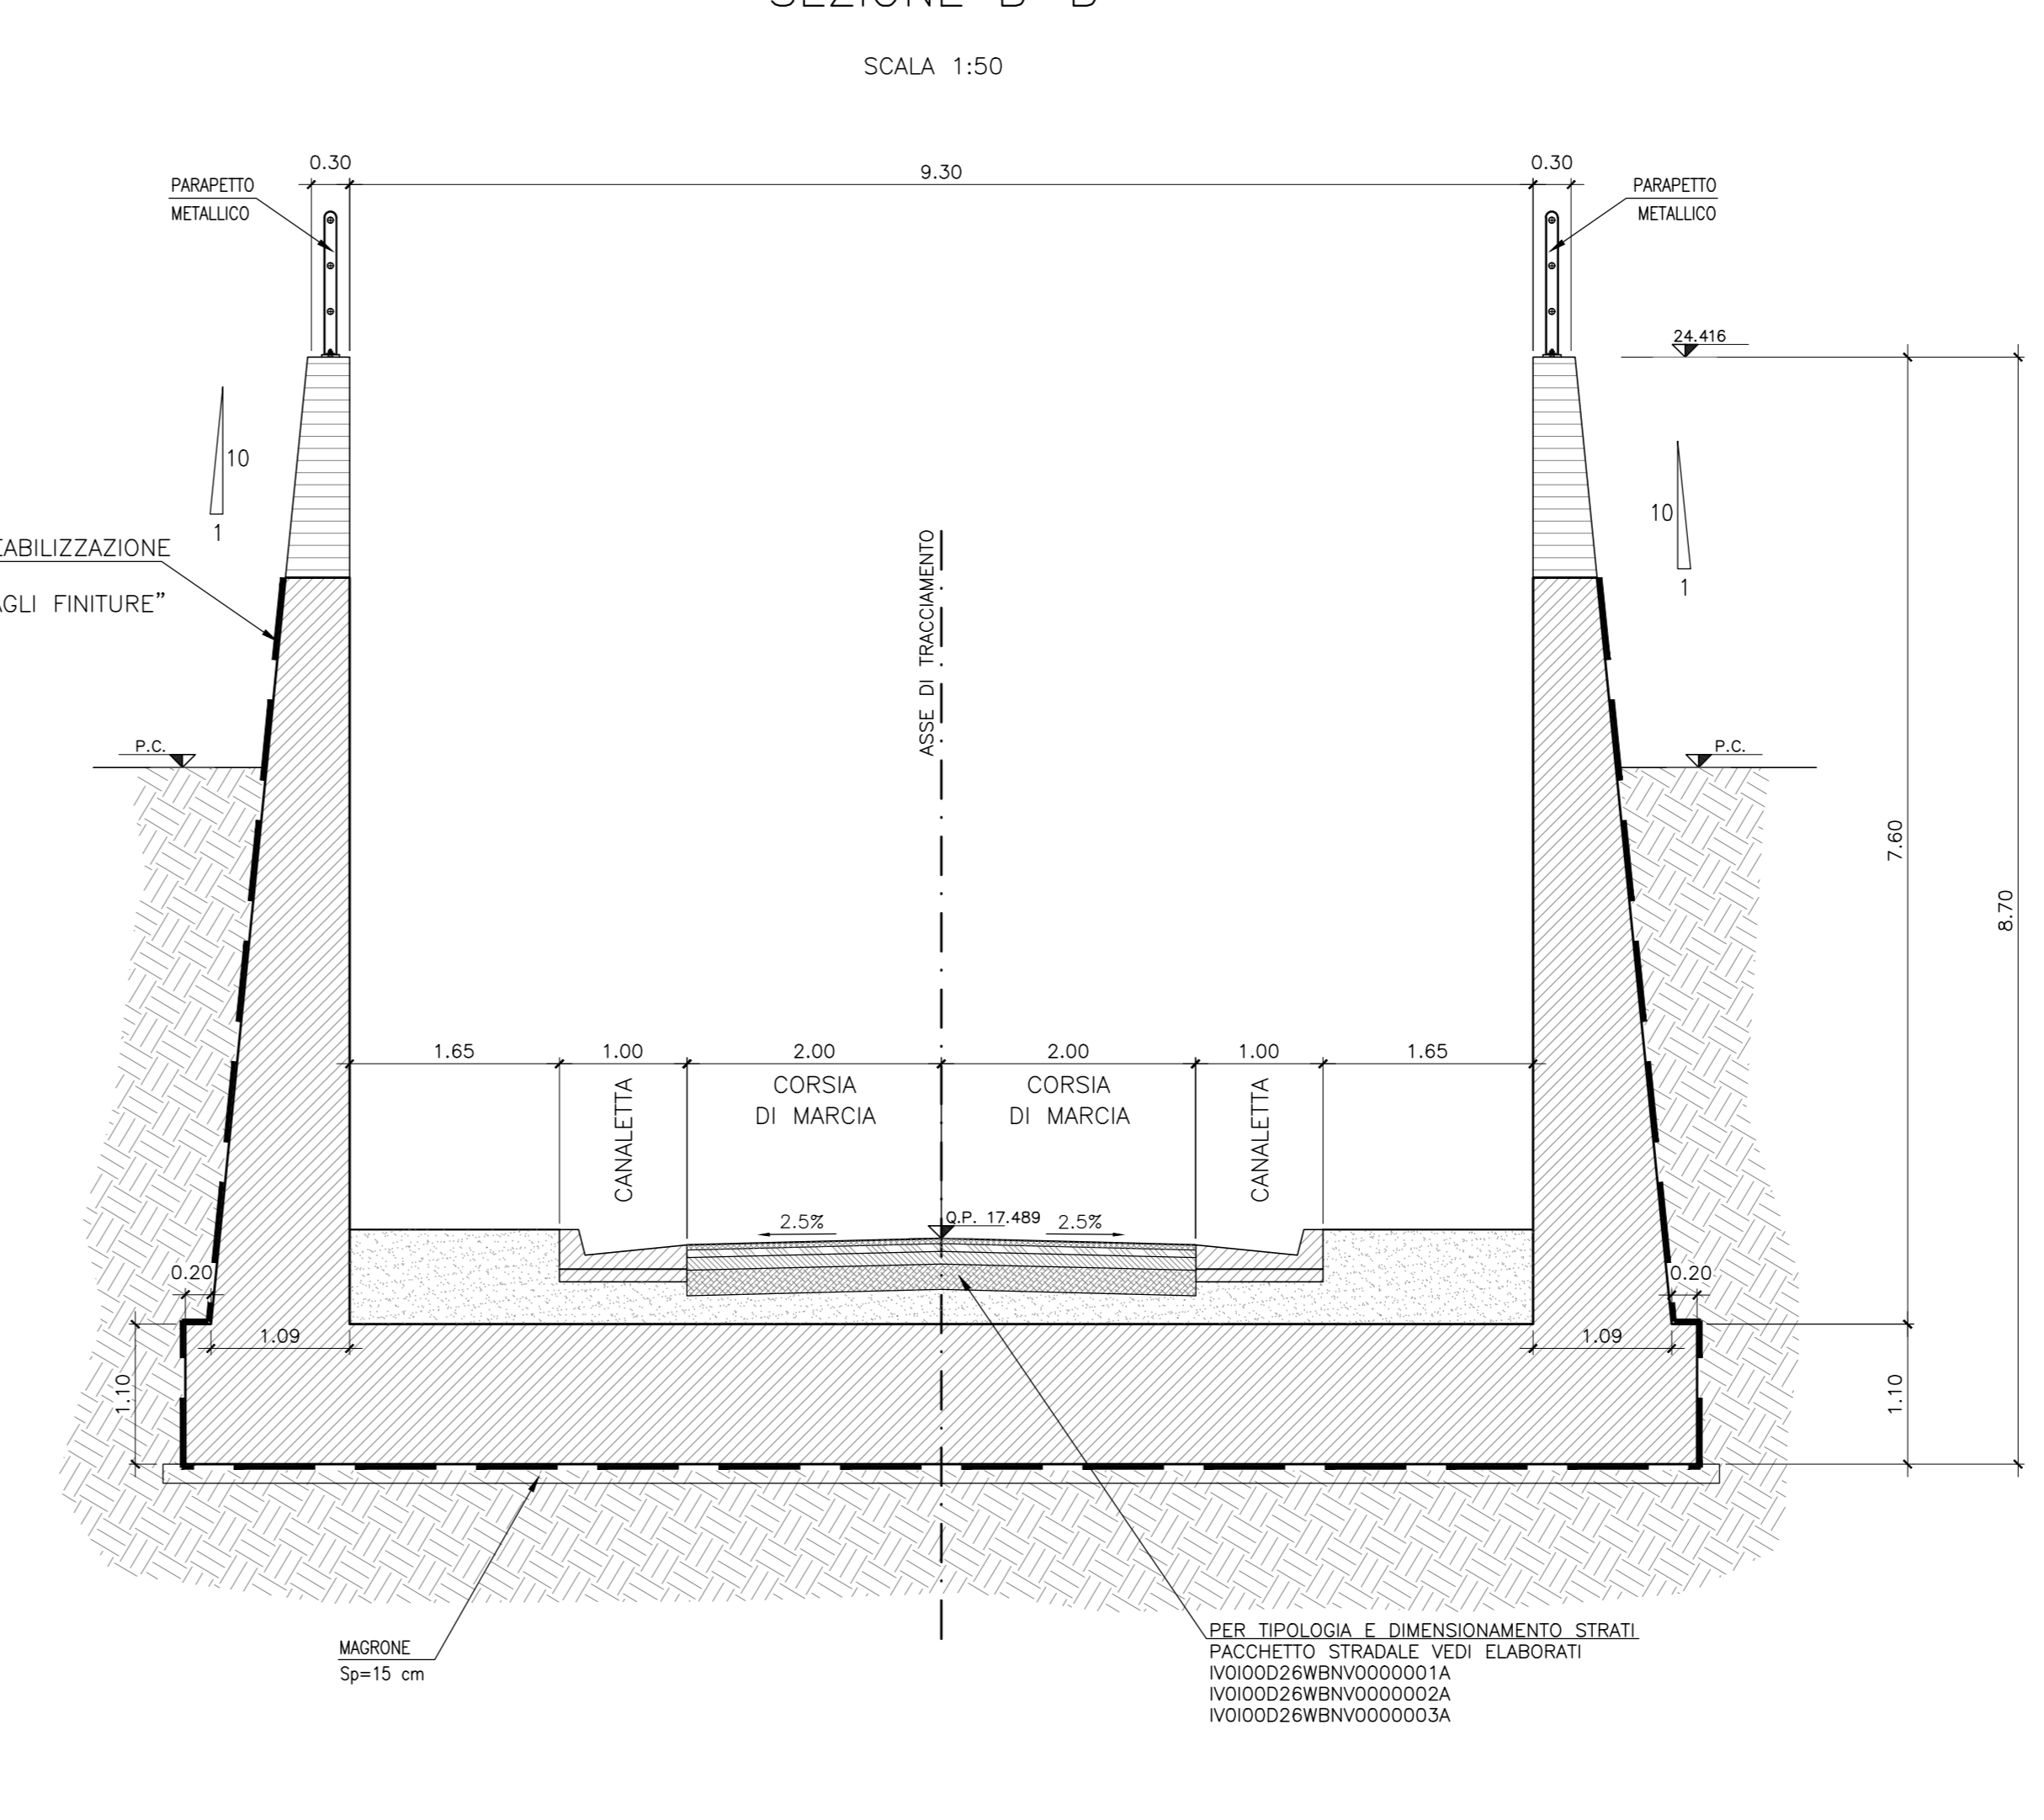 SEZIONE B-B
SCALA 1:50
0.30
9.30
0.30
PARAPETTO
METALLICO
PARAPETTO
METALLICO
24.416
10
1
10
1
EABILIZZAZIONE
AGLI FINITURE”
ASSE DI TRACCIAMENTO
P.C.
P.C.
7.60
8.70
1.65
1.00
2.00
2.00
1.00
1.65
CANALETTA
CORSIA
DI MARCIA
CORSIA
DI MARCIA
CANALETTA
2.5%
Q.P. 17.489
2.5%
0.20
0.20
1.09
1.09
1.10
1.10
MAGRONE
Sp=15 cm
PER TIPOLOGIA E DIMENSIONAMENTO STRATI
PACCHETTO STRADALE VEDI ELABORATI
IV0I00D26WBNV0000001A
IV0I00D26WBNV0000002A
IV0I00D26WBNV0000003A